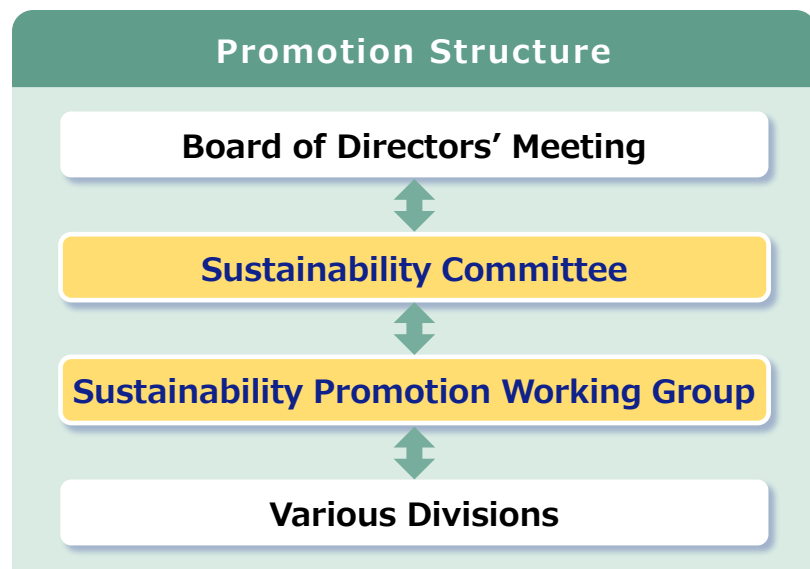 Promotion Structure
Board of Directors’ Meeting
Sustainability Committee
Sustainability Promotion Working Group
Various Divisions